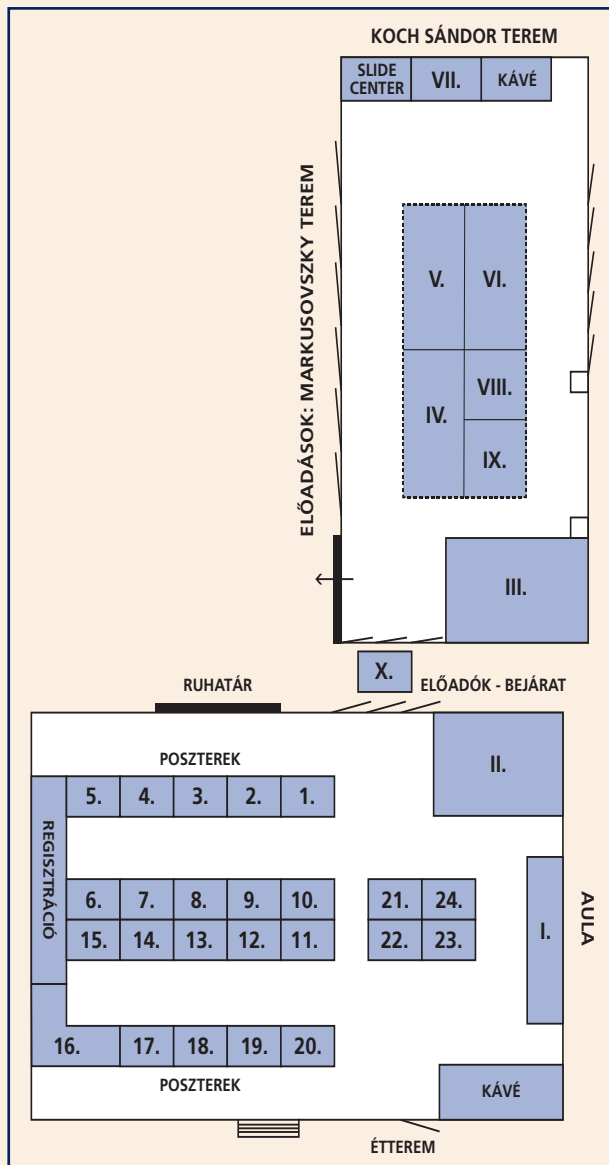 KOCH SÁNDOR TEREM
SLIDE
CENTER
VII.
KÁVÉ
ELŐADÁSOK: MARKUSOVSZKY TEREM
V.
VI.
IV.
VIII.
IX.
III.
X.
RUHATÁR
ELŐADÓK - BEJÁRAT
POSZTEREK
II.
5. 4. 3. 2. 1.
REGISZTRÁCIÓ
6. 7. 8. 9. 10. 21. 24.
15. 14. 13. 12. 11. 22. 23.
I.
AULA
16. 17. 18. 19. 20.
POSZTEREK
KÁVÉ
ÉTTEREM